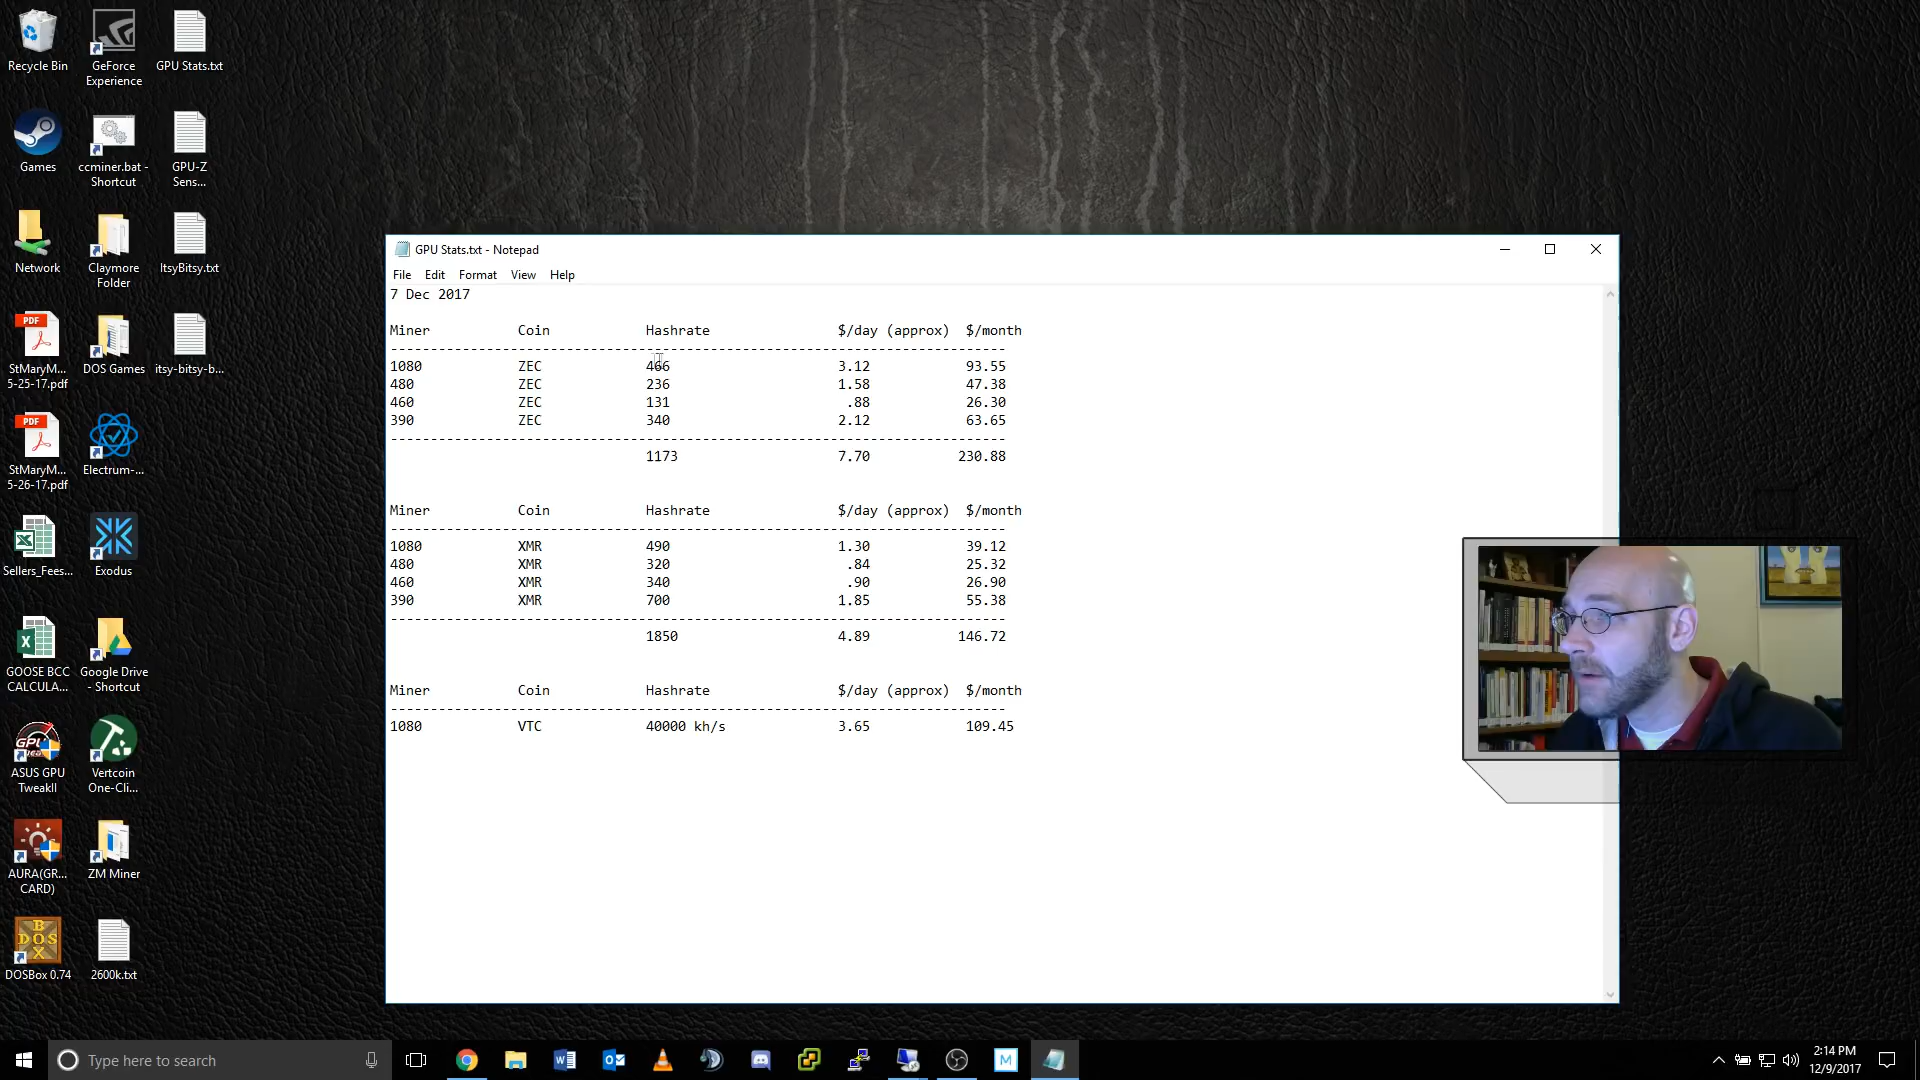 Recycle Bin
GeForce Experience
GPU Stats.txt
Games
ccminer.bat - Shortcut
GPU-Z Sens...
Network
Claymore Folder
ItsyBitsy.txt
StMaryM... 5-25-17.pdf
DOS Games
itsy-bitsy-b...
StMaryM... 5-26-17.pdf
Electrum-...
Sellers_Fees...
Exodus
GOOSE BCC CALCULA...
Google Drive - Shortcut
ASUS GPU TweakII
Vertcoin One-Cli...
AURA(GR... CARD)
ZM Miner
DOSBox 0.74
2600k.txt
GPU Stats.txt - Notepad
File Edit Format View Help
7 Dec 2017
Miner Coin Hashrate $/day (approx) $/month
-----------------------------------------------------------------------------
1080 ZEC 466 3.12 93.55
480 ZEC 236 1.58 47.38
460 ZEC 131 .88 26.30
390 ZEC 340 2.12 63.65
-----------------------------------------------------------------------------
1173 7.70 230.88
Miner Coin Hashrate $/day (approx) $/month
-----------------------------------------------------------------------------
1080 XMR 490 1.30 39.12
480 XMR 320 .84 25.32
460 XMR 340 .90 26.90
390 XMR 700 1.85 55.38
-----------------------------------------------------------------------------
1850 4.89 146.72
Miner Coin Hashrate $/day (approx) $/month
-----------------------------------------------------------------------------
1080 VTC 40000 kh/s 3.65 109.45
Type here to search
2:14 PM
12/9/2017